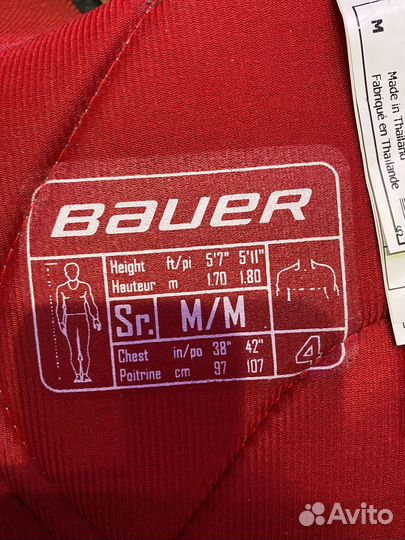 BAUER
Height ft/pi 5'7" 5'11"
Hauteur m 1.70 1.80
Sr. M/M
Chest in/po 38" 42"
Poitrine cm 97 107
4
M
Made in Thailand
Fabriqué en Thaïlande
Avito